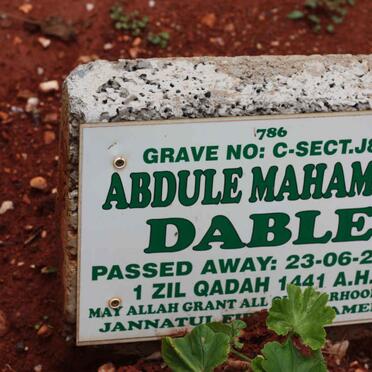 786
GRAVE NO: C-SECT.J8
ABDULE MAHAM
DABLE
PASSED AWAY: 23-06-2
1 ZIL QADAH 1441 A.H.
MAY ALLAH GRANT ALL
JANNATUL